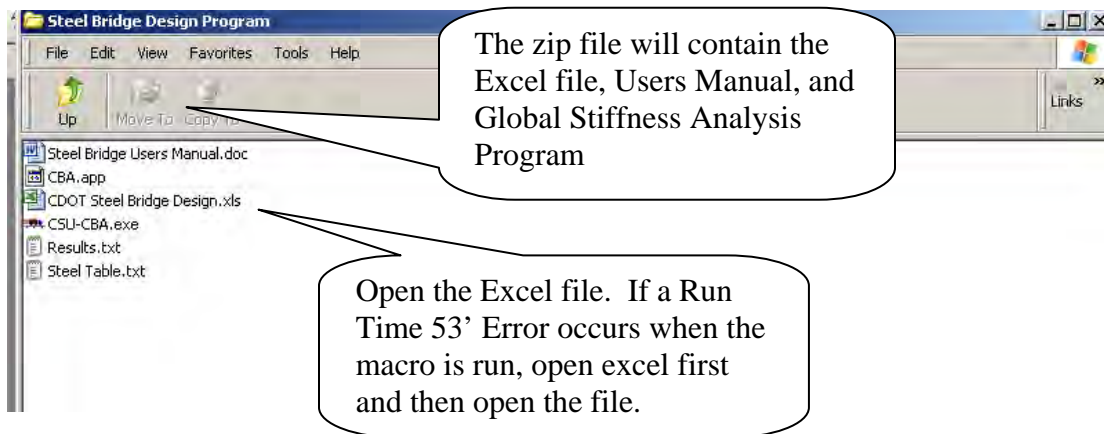 Steel Bridge Design Program
File Edit View Favorites Tools Help
The zip file will contain the
Excel file, Users Manual, and
Global Stiffness Analysis
Program
Up Move To Copy To
Links
Steel Bridge Users Manual.doc
CBA.app
CDOT Steel Bridge Design.xls
CSU-CBA.exe
Results.txt
Steel Table.txt
Open the Excel file. If a Run
Time 53’ Error occurs when the
macro is run, open excel first
and then open the file.